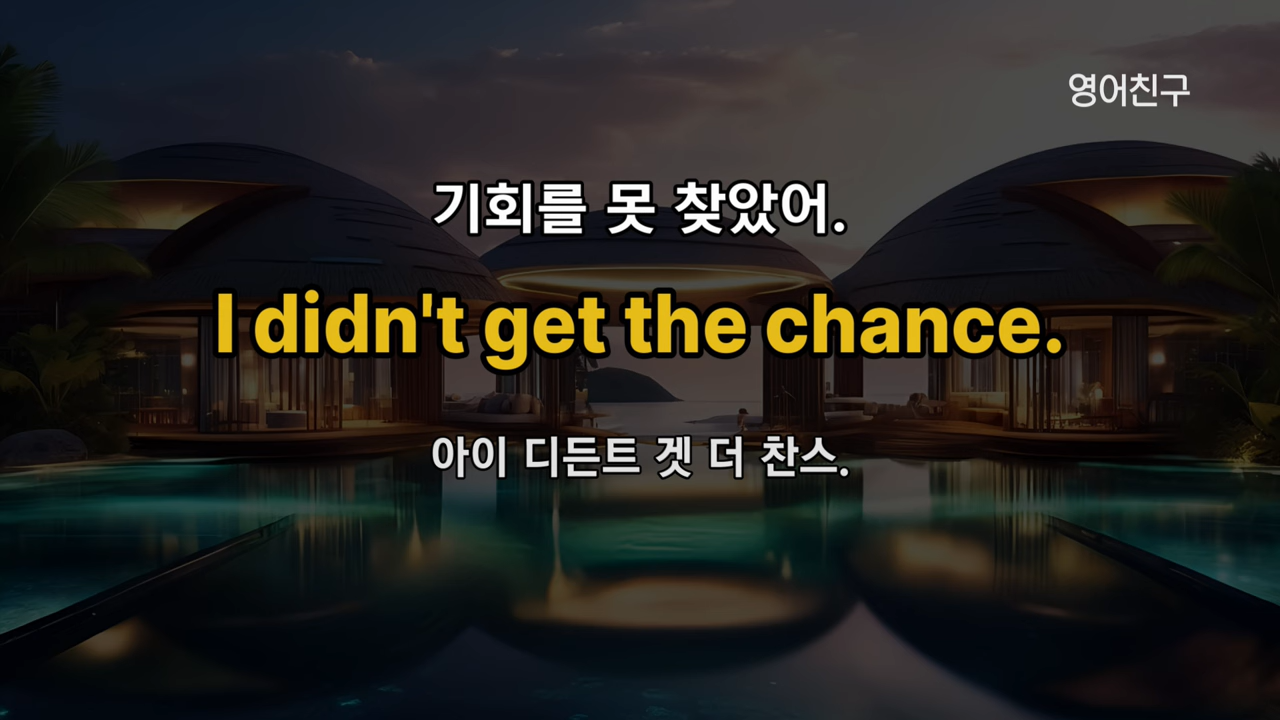 영어친구
기회를 못 찾았어.
I didn't get the chance.
아이 디든트 겟 더 찬스.